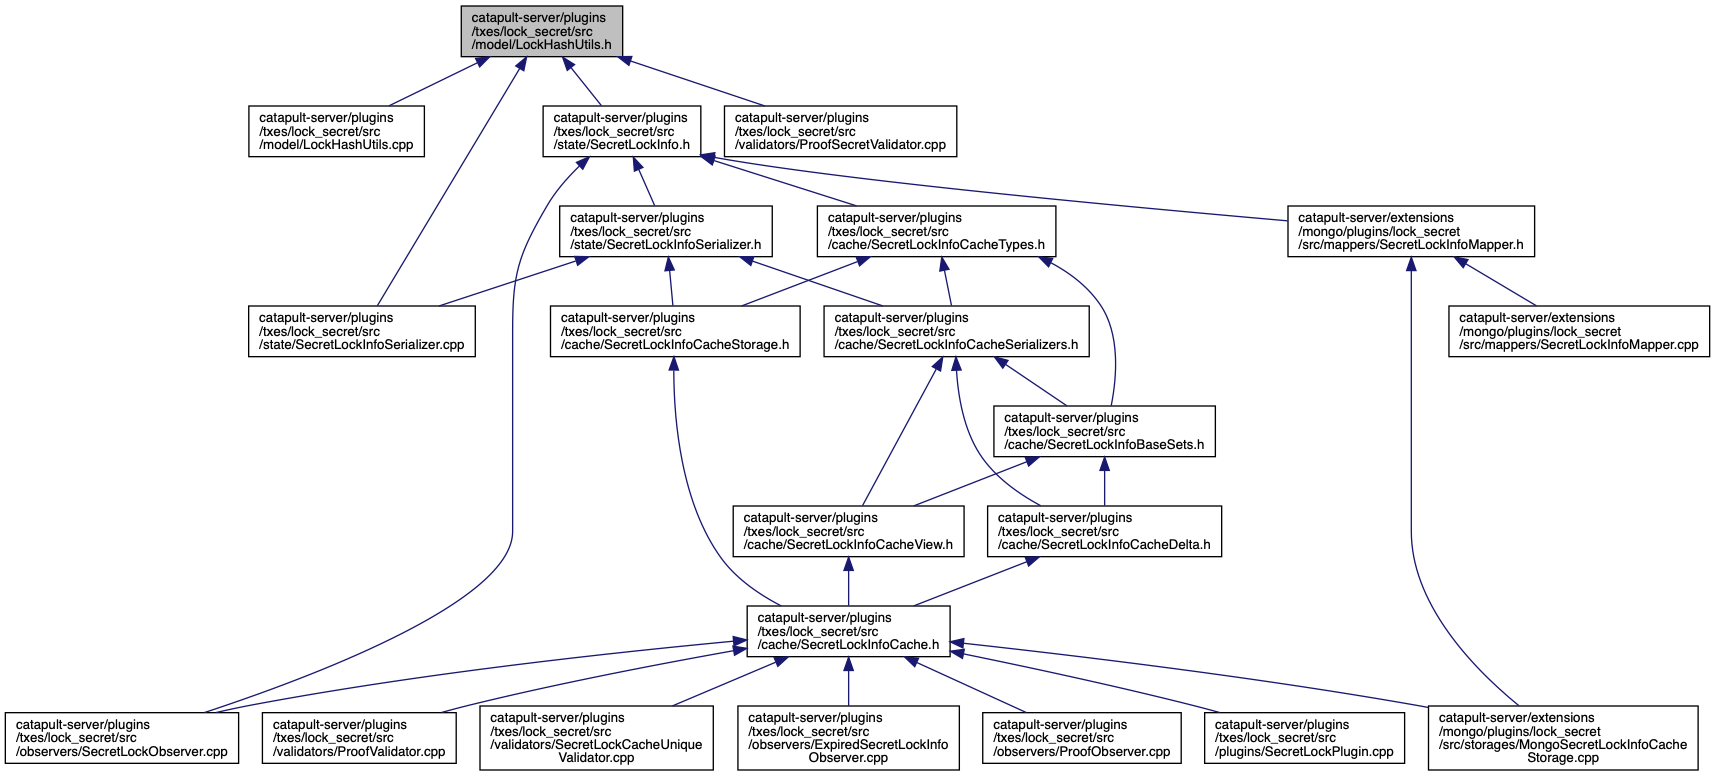 catapult-server/plugins
/txes/lock_secret/src
/model/LockHashUtils.h
catapult-server/plugins
/txes/lock_secret/src
/model/LockHashUtils.cpp
catapult-server/plugins
/txes/lock_secret/src
/state/SecretLockInfo.h
catapult-server/plugins
/txes/lock_secret/src
/validators/ProofSecretValidator.cpp
catapult-server/plugins
/txes/lock_secret/src
/state/SecretLockInfoSerializer.h
catapult-server/plugins
/txes/lock_secret/src
/cache/SecretLockInfoCacheTypes.h
catapult-server/extensions
/mongo/plugins/lock_secret
/src/mappers/SecretLockInfoMapper.h
catapult-server/plugins
/txes/lock_secret/src
/state/SecretLockInfoSerializer.cpp
catapult-server/plugins
/txes/lock_secret/src
/cache/SecretLockInfoCacheStorage.h
catapult-server/plugins
/txes/lock_secret/src
/cache/SecretLockInfoCacheSerializers.h
catapult-server/extensions
/mongo/plugins/lock_secret
/src/mappers/SecretLockInfoMapper.cpp
catapult-server/plugins
/txes/lock_secret/src
/cache/SecretLockInfoBaseSets.h
catapult-server/plugins
/txes/lock_secret/src
/cache/SecretLockInfoCacheView.h
catapult-server/plugins
/txes/lock_secret/src
/cache/SecretLockInfoCacheDelta.h
catapult-server/plugins
/txes/lock_secret/src
/cache/SecretLockInfoCache.h
catapult-server/plugins
/txes/lock_secret/src
/observers/SecretLockObserver.cpp
catapult-server/plugins
/txes/lock_secret/src
/validators/ProofValidator.cpp
catapult-server/plugins
/txes/lock_secret/src
/validators/SecretLockCacheUnique
Validator.cpp
catapult-server/plugins
/txes/lock_secret/src
/observers/ExpiredSecretLockInfo
Observer.cpp
catapult-server/plugins
/txes/lock_secret/src
/observers/ProofObserver.cpp
catapult-server/plugins
/txes/lock_secret/src
/plugins/SecretLockPlugin.cpp
catapult-server/extensions
/mongo/plugins/lock_secret
/src/storages/MongoSecretLockInfoCache
Storage.cpp